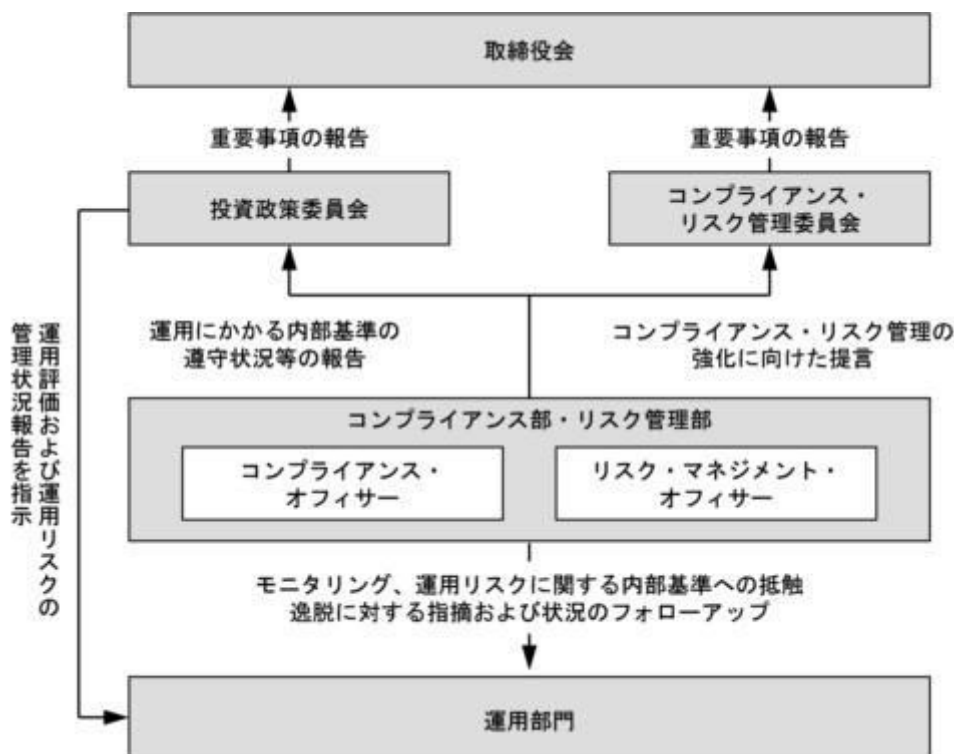 取締役会
重要事項の報告
重要事項の報告
投資政策委員会
コンプライアンス・
リスク管理委員会
運用にかかる内部基準の
遵守状況等の報告
コンプライアンス・リスク管理の
強化に向けた提言
運用評価および運用リスクの
管理状況報告を指示
コンプライアンス部・リスク管理部
コンプライアンス・
オフィサー
リスク・マネジメント・
オフィサー
モニタリング、運用リスクに関する内部基準への抵触
逸脱に対する指摘および状況のフォローアップ
運用部門